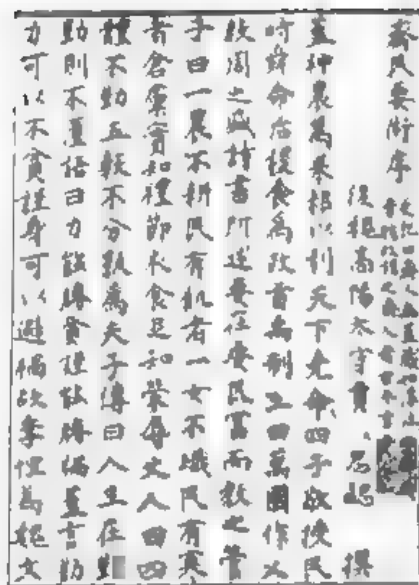 齊民要術序
後魏高陽太守賈思勰撰
蓋神農為耒耜以利天下堯命四子敬授民
時舜命后稷食為政首禹制土田萬國作乂
殷周之盛詩書所述要在安民富而教之管
子曰一農不耕民有飢者一女不織民有寒
者倉廩實知禮節衣食足知榮辱丈人曰四
體不勤五穀不分孰為夫子傳曰人生在勤
勤則不匱語曰力能勝貧謹能勝禍蓋言勤
力可以不貧謹身可以避禍故李悝為魏文